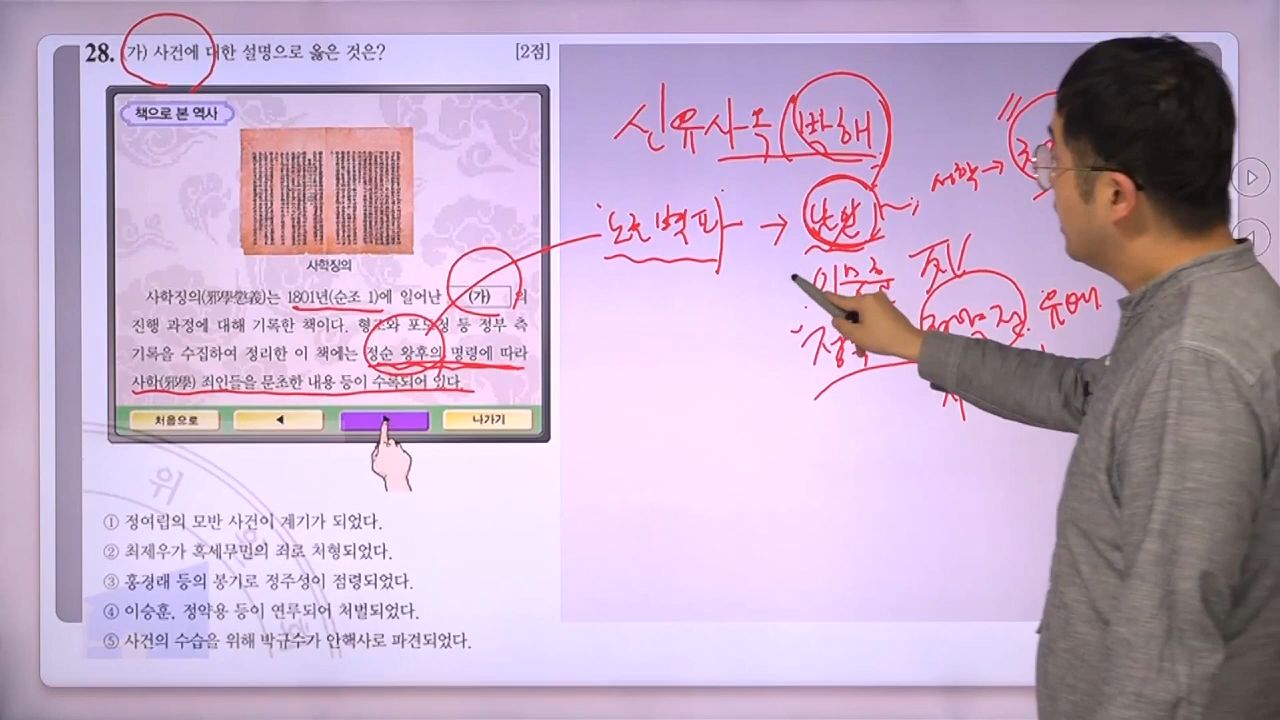 28. (가) 사건에 대한 설명으로 옳은 것은? [2점]
책으로 본 역사
사학징의
사학징의(邪學懲義)는 1801년(순조 1)에 일어난 (가) 의
진행 과정에 대해 기록한 책이다. 형조와 포도청 등 정부 측
기록을 수집하여 정리한 이 책에는 정순 왕후의 명령에 따라
사학(邪學) 죄인들을 문초한 내용 등이 수록되어 있다.
처음으로 ◀ ▶ 나가기
① 정여립의 모반 사건이 계기가 되었다.
② 최제우가 혹세무민의 죄로 처형되었다.
③ 홍경래 등의 봉기로 정주성이 점령되었다.
④ 이승훈, 정약용 등이 연루되어 처벌되었다.
⑤ 사건의 수습을 위해 박규수가 안핵사로 파견되었다.
신유사옥 박해
노론 벽파 → 남인
서학 →
이승훈 死
유배
위